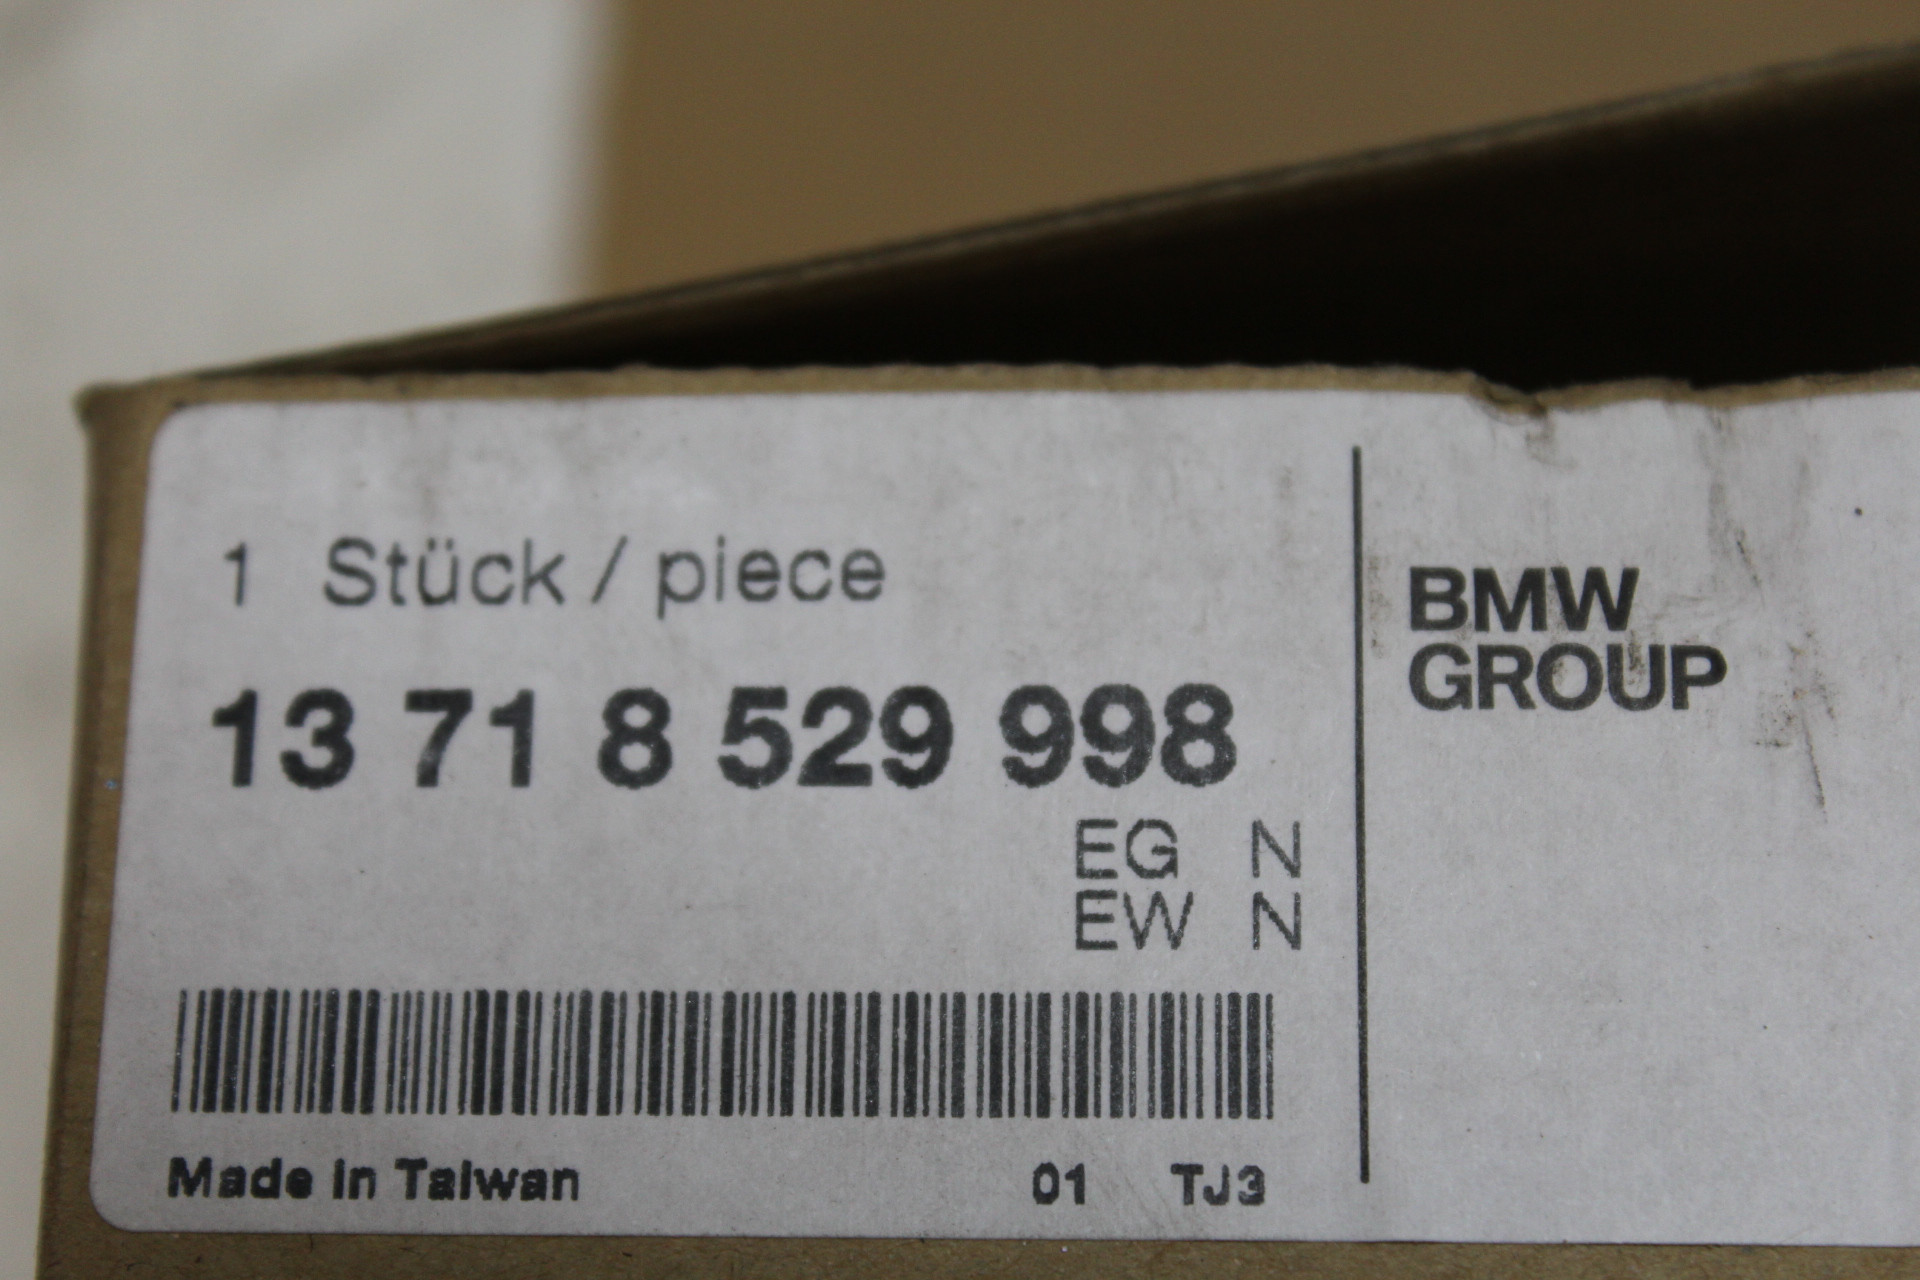 1 Stück / piece
13 71 8 529 998
EG N
EW N
Made in Taiwan 01 TJ3
BMW
GROUP